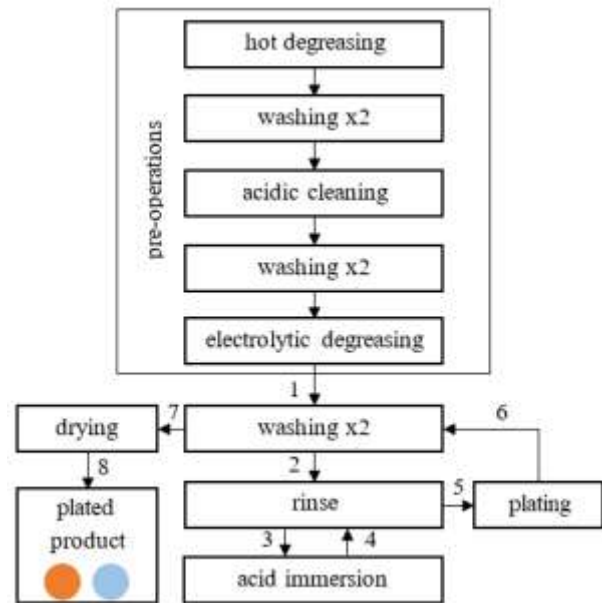 hot degreasing
washing x2
acidic cleaning
washing x2
electrolytic degreasing
pre-operations
1
6
drying
7
washing x2
8
2
plated
product
rinse
5
plating
3
4
acid immersion